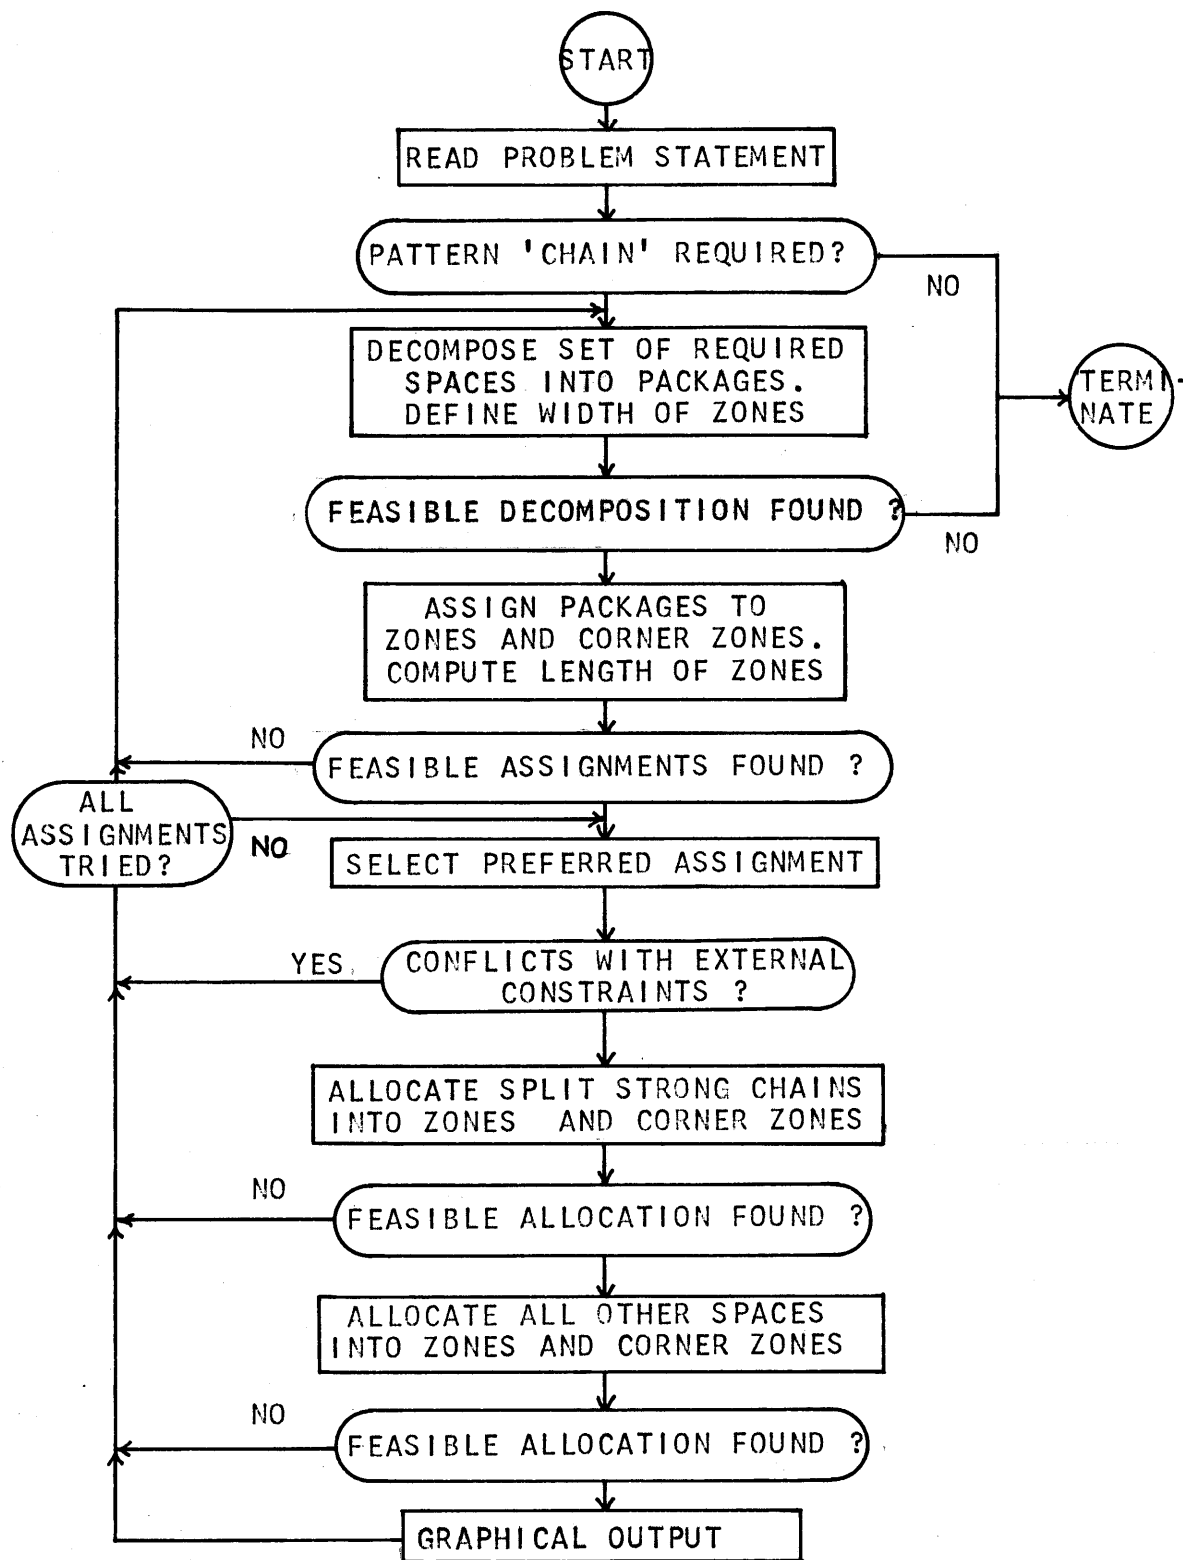 START
READ PROBLEM STATEMENT
PATTERN 'CHAIN' REQUIRED?
NO
DECOMPOSE SET OF REQUIRED
SPACES INTO PACKAGES.
DEFINE WIDTH OF ZONES
TERMI-
NATE
FEASIBLE DECOMPOSITION FOUND ?
NO
ASSIGN PACKAGES TO
ZONES AND CORNER ZONES.
COMPUTE LENGTH OF ZONES
NO
FEASIBLE ASSIGNMENTS FOUND ?
ALL
ASSIGNMENTS
TRIED?
NO
SELECT PREFERRED ASSIGNMENT
YES
CONFLICTS WITH EXTERNAL
CONSTRAINTS ?
ALLOCATE SPLIT STRONG CHAINS
INTO ZONES AND CORNER ZONES
NO
FEASIBLE ALLOCATION FOUND ?
ALLOCATE ALL OTHER SPACES
INTO ZONES AND CORNER ZONES
NO
FEASIBLE ALLOCATION FOUND ?
GRAPHICAL OUTPUT